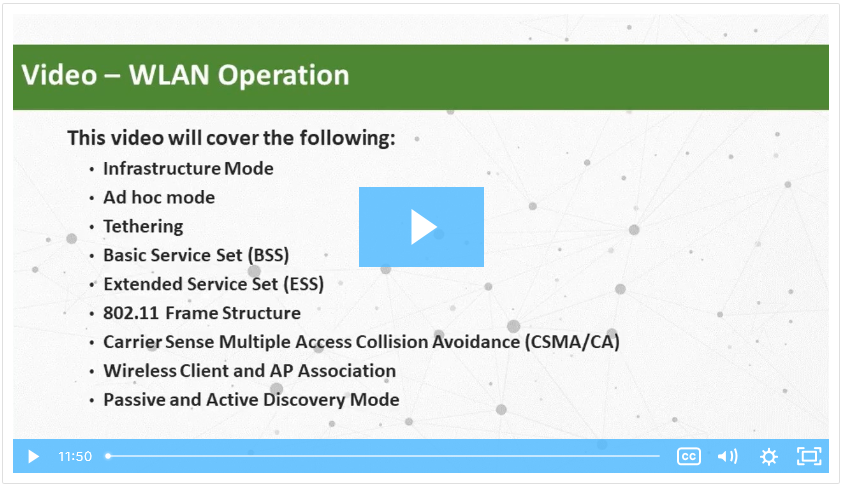 Video – WLAN Operation
This video will cover the following:
• Infrastructure Mode
• Ad hoc mode
• Tethering
• Basic Service Set (BSS)
• Extended Service Set (ESS)
• 802.11 Frame Structure
• Carrier Sense Multiple Access Collision Avoidance (CSMA/CA)
• Wireless Client and AP Association
• Passive and Active Discovery Mode
11:50 CC